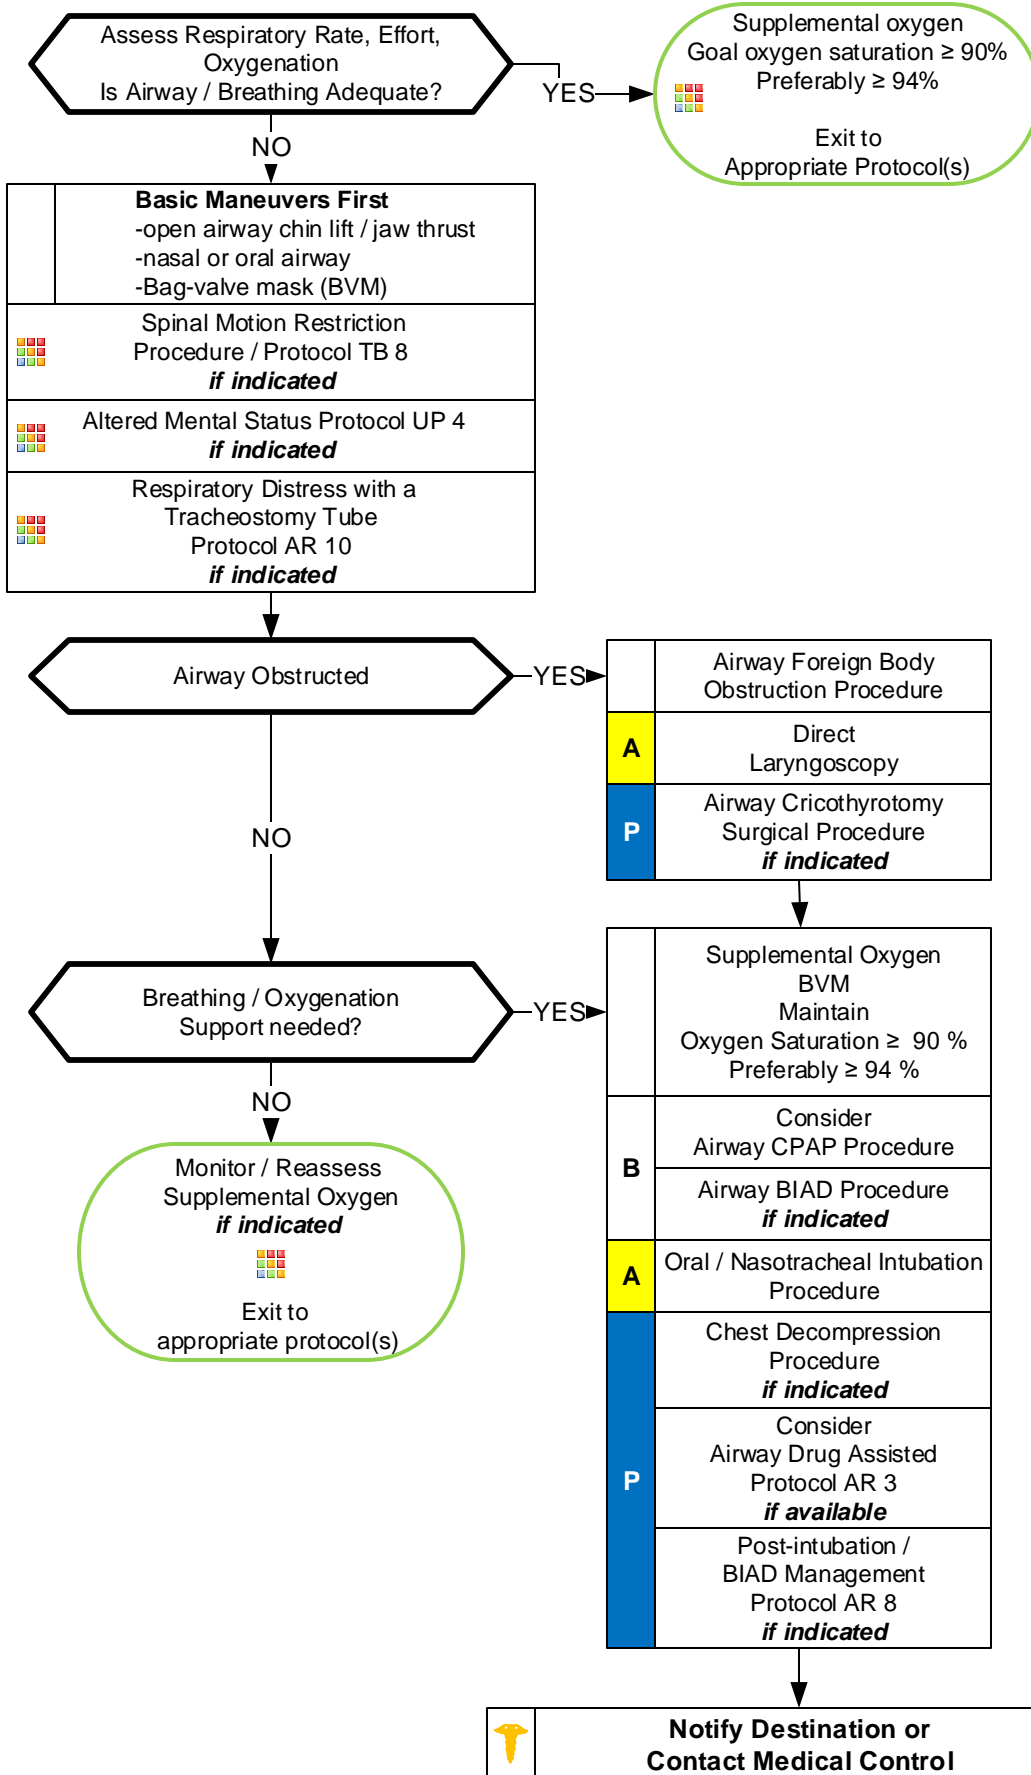 Assess Respiratory Rate, Effort,
Oxygenation
Is Airway / Breathing Adequate?
YES
Supplemental oxygen
Goal oxygen saturation ≥ 90%
Preferably ≥ 94%
Exit to
Appropriate Protocol(s)
NO
Basic Maneuvers First
-open airway chin lift / jaw thrust
-nasal or oral airway
-Bag-valve mask (BVM)
Spinal Motion Restriction
Procedure / Protocol TB 8
if indicated
Altered Mental Status Protocol UP 4
if indicated
Respiratory Distress with a
Tracheostomy Tube
Protocol AR 10
if indicated
Airway Obstructed
YES
Airway Foreign Body
Obstruction Procedure
A
Direct
Laryngoscopy
P
Airway Cricothyrotomy
Surgical Procedure
if indicated
NO
Breathing / Oxygenation
Support needed?
YES
Supplemental Oxygen
BVM
Maintain
Oxygen Saturation ≥ 90 %
Preferably ≥ 94 %
B
Consider
Airway CPAP Procedure
Airway BIAD Procedure
if indicated
A
Oral / Nasotracheal Intubation
Procedure
P
Chest Decompression
Procedure
if indicated
Consider
Airway Drug Assisted
Protocol AR 3
if available
Post-intubation /
BIAD Management
Protocol AR 8
if indicated
NO
Monitor / Reassess
Supplemental Oxygen
if indicated
Exit to
appropriate protocol(s)
Notify Destination or
Contact Medical Control